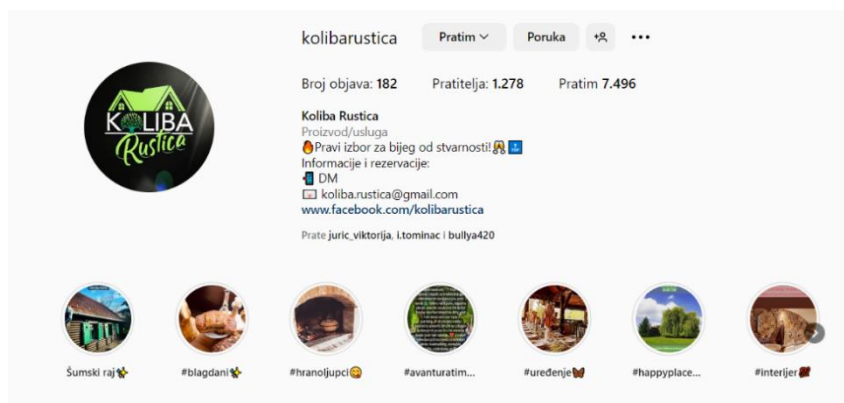 kolibarustica Pratim Poruka
Broj objava: 182 Pratitelja: 1.278 Pratim 7.496
KOLIBA
Rustica
Koliba Rustica
Proizvod/usluga
🔥Pravi izbor za bijeg od stvarnosti!👯🔝
Informacije i rezervacije:
📲 DM
📧 koliba.rustica@gmail.com
www.facebook.com/kolibarustica
Prate juric_viktorija, i.tominac i bullya420
Šumski raj✨ #blagdani✨ #hranoljupci😋 #avanturatim... #uređenje🦋 #happyplace... #interijer